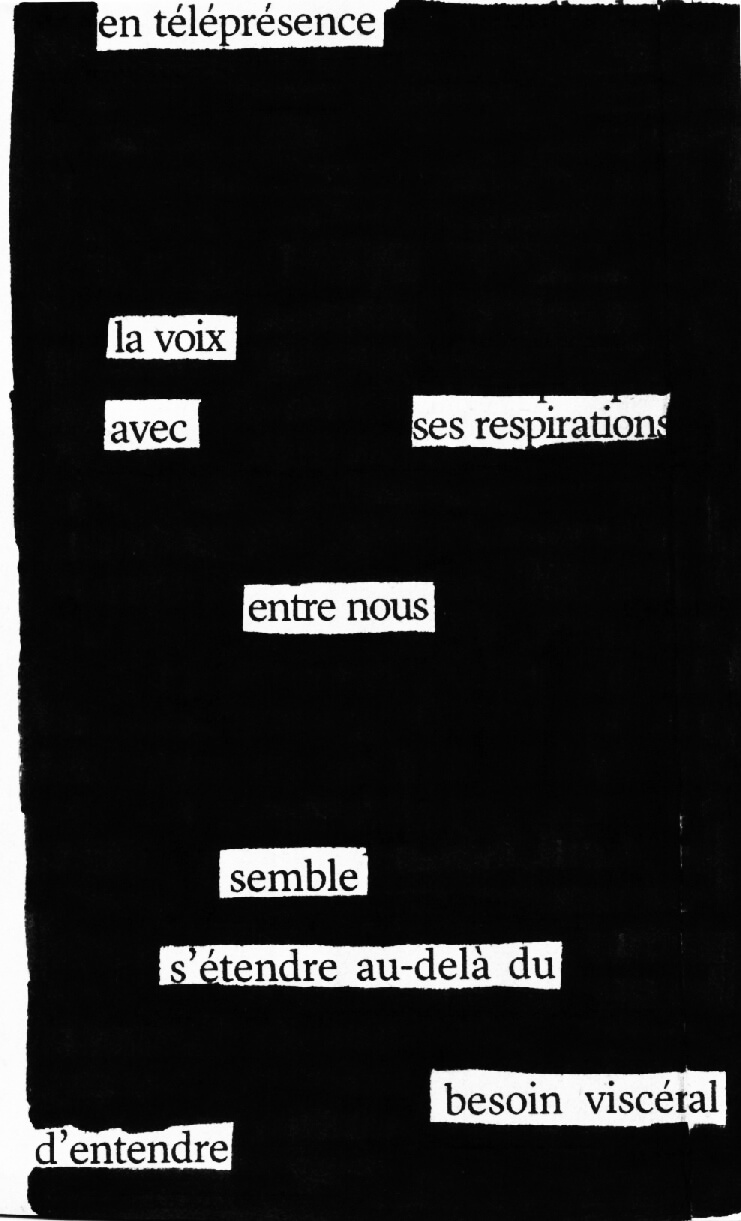 en téléprésence
la voix
avec ses respirations
entre nous
semble
s'étendre au-delà du
besoin viscéral
d'entendre